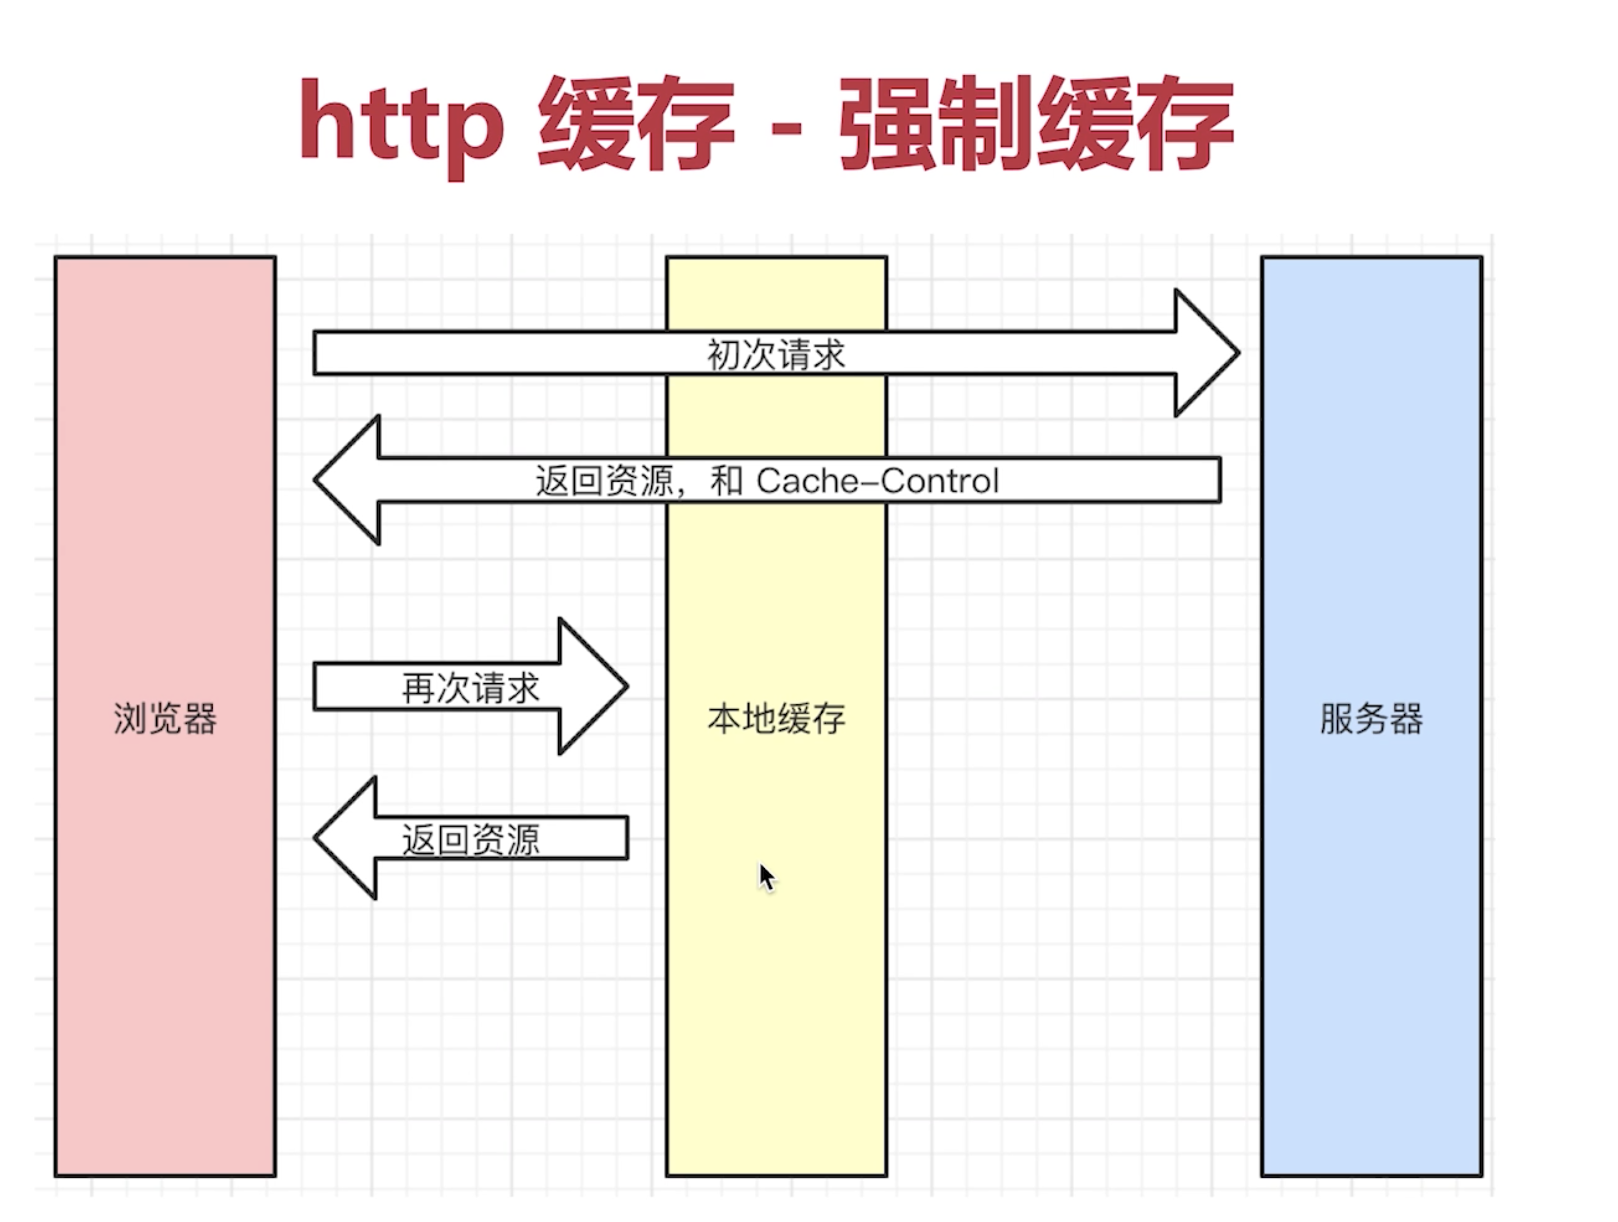 http 缓存 - 强制缓存
初次请求
返回资源，和 Cache-Control
再次请求
浏览器
本地缓存
服务器
返回资源